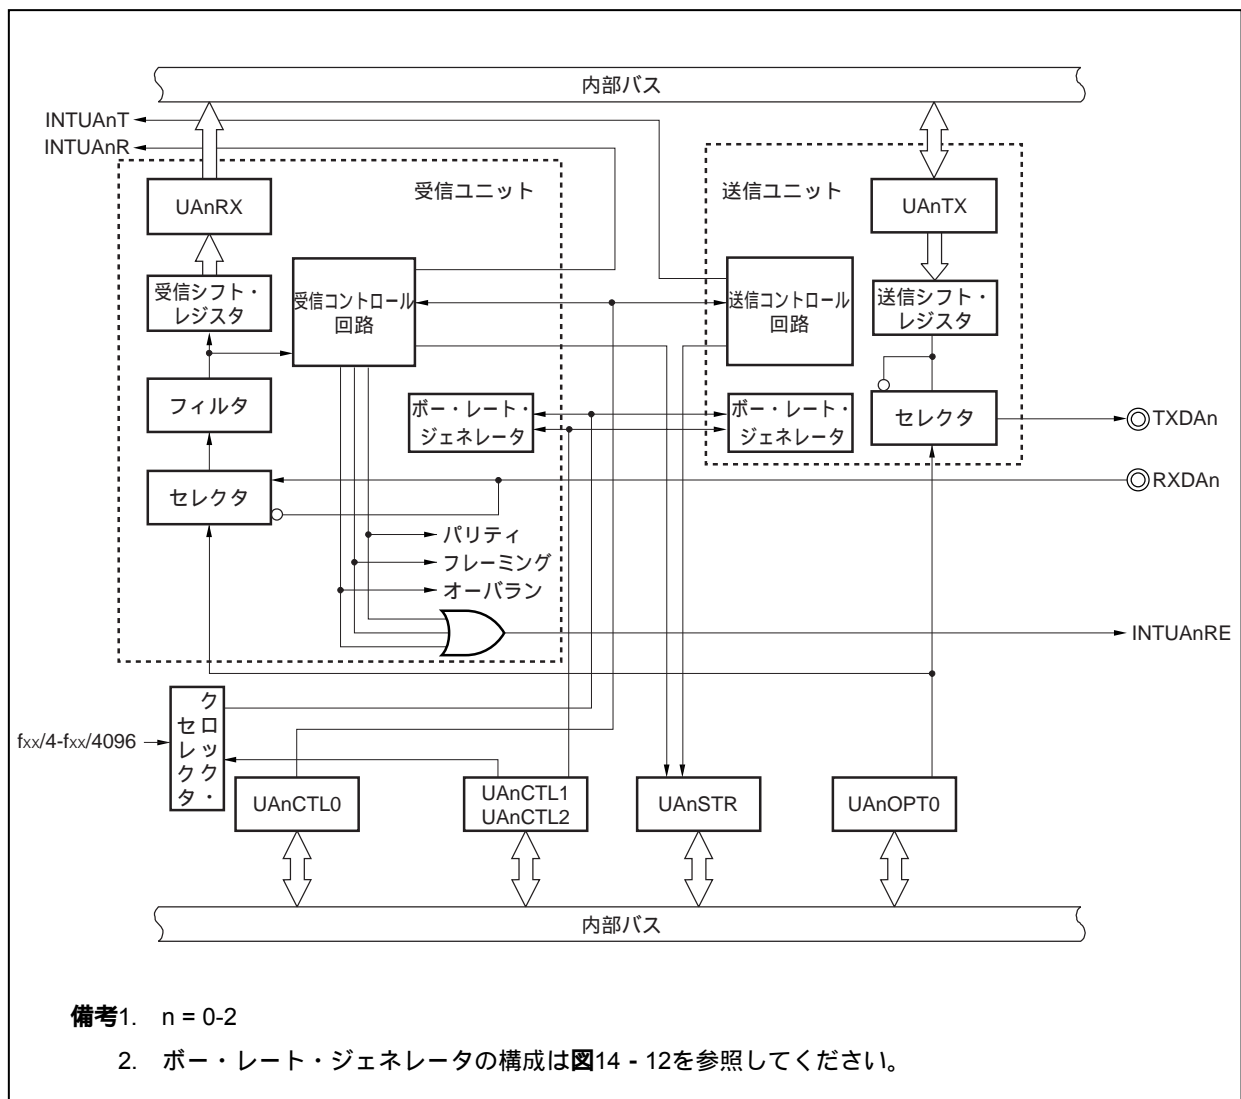 内部バス
INTUAnT
INTUAnR
受信ユニット
送信ユニット
UAnRX
UAnTX
受信シフト・
レジスタ
受信コントロール
回路
送信コントロール
回路
送信シフト・
レジスタ
フィルタ
ボー・レート・
ジェネレータ
ボー・レート・
ジェネレータ
セレクタ
TXDAn
セレクタ
RXDAn
パリティ
フレーミング
オーバラン
INTUAnRE
fxx/4-fxx/4096
クロック・
セレクタ
UAnCTL0
UAnCTL1
UAnCTL2
UAnSTR
UAnOPT0
内部バス
備考1. n = 0-2
2. ボー・レート・ジェネレータの構成は図14 - 12を参照してください。